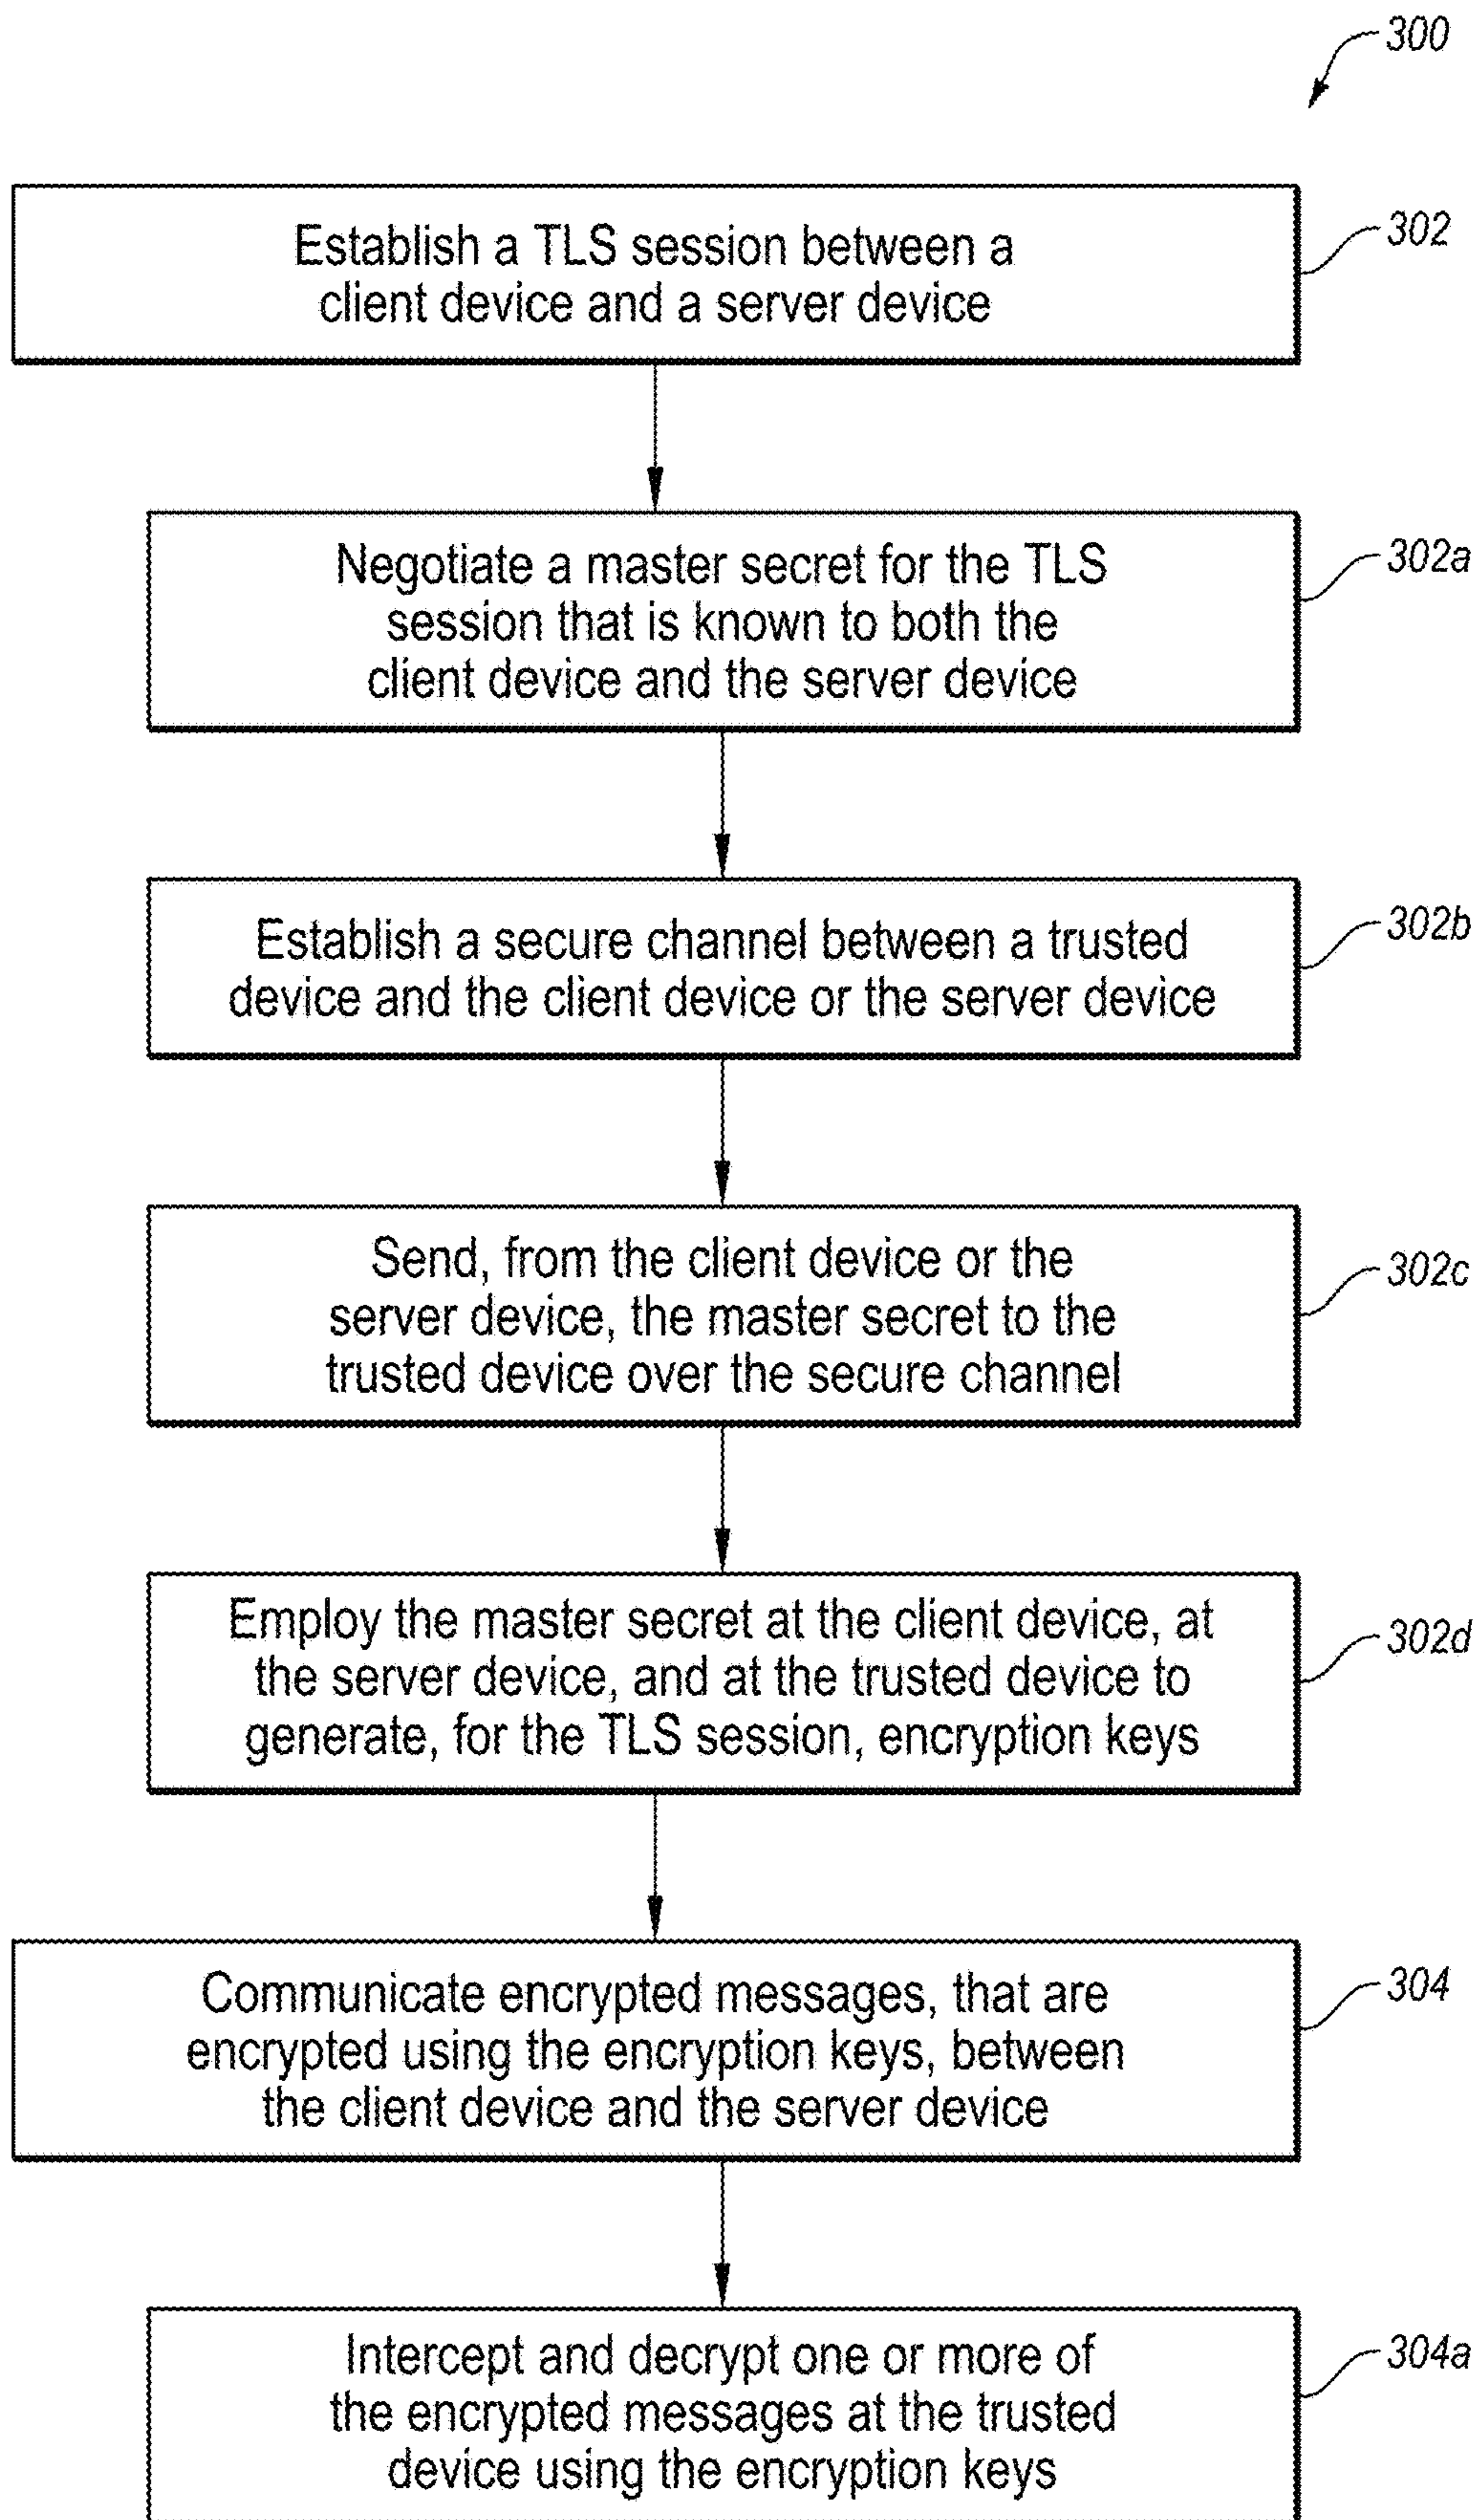 300
Establish a TLS session between a
client device and a server device
302
Negotiate a master secret for the TLS
session that is known to both the
client device and the server device
302a
Establish a secure channel between a trusted
device and the client device or the server device
302b
Send, from the client device or the
server device, the master secret to the
trusted device over the secure channel
302c
Employ the master secret at the client device, at
the server device, and at the trusted device to
generate, for the TLS session, encryption keys
302d
Communicate encrypted messages, that are
encrypted using the encryption keys, between
the client device and the server device
304
Intercept and decrypt one or more of
the encrypted messages at the trusted
device using the encryption keys
304a